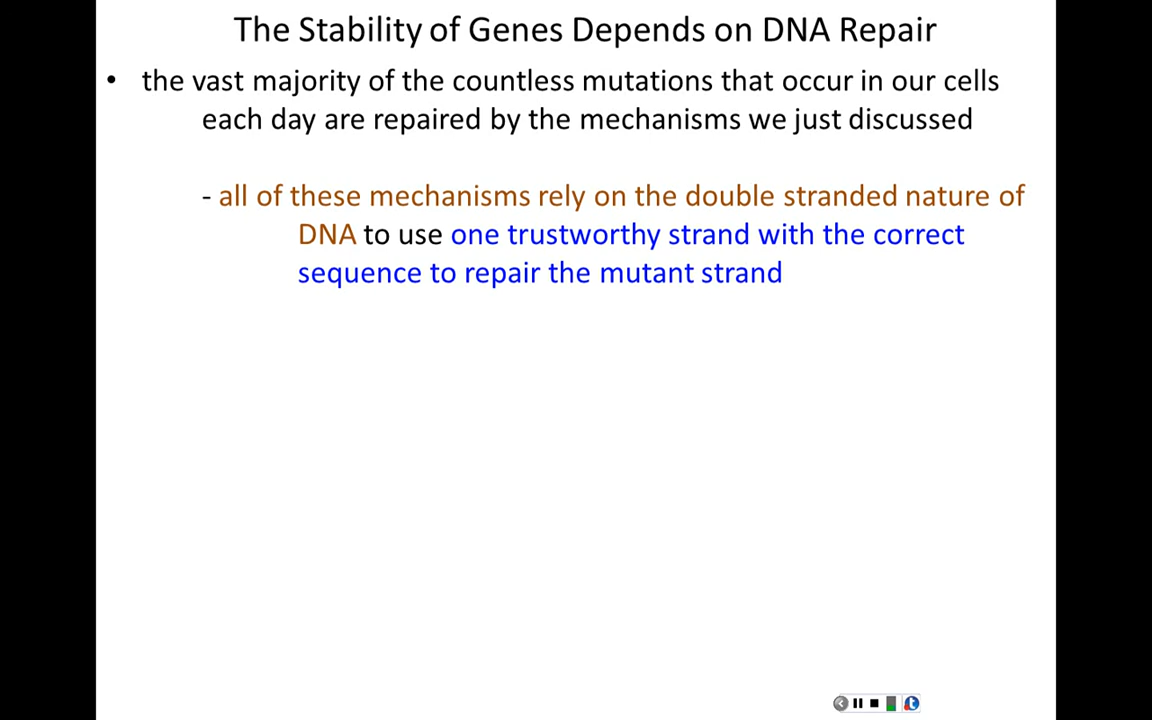 The Stability of Genes Depends on DNA Repair
• the vast majority of the countless mutations that occur in our cells
each day are repaired by the mechanisms we just discussed
- all of these mechanisms rely on the double stranded nature of
DNA to use one trustworthy strand with the correct
sequence to repair the mutant strand